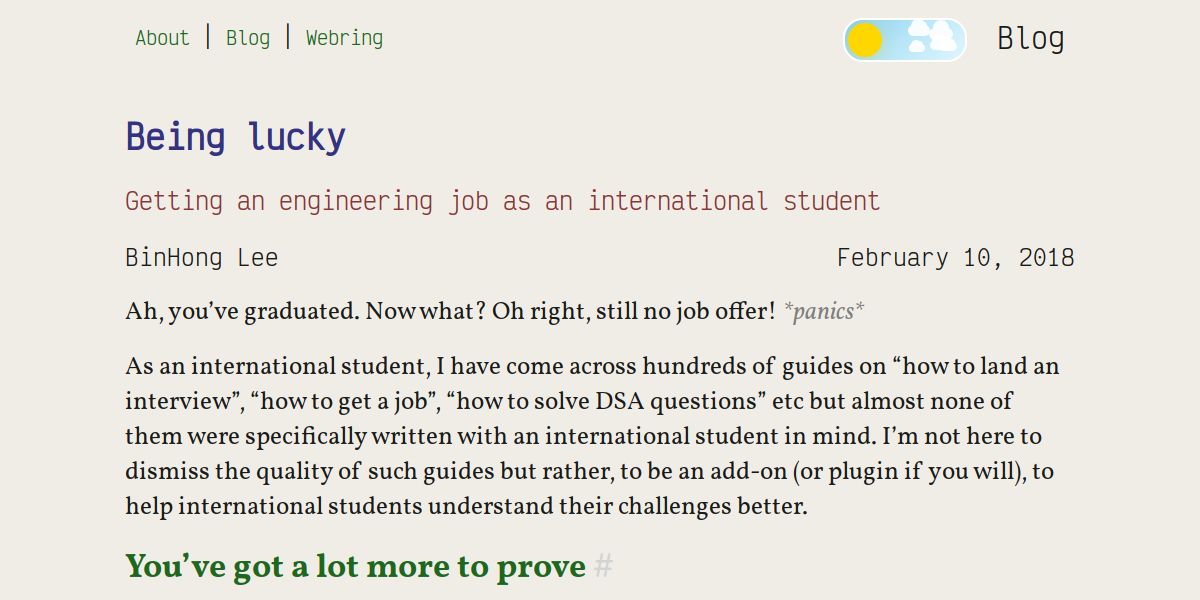 About | Blog | Webring
Blog
Being lucky
Getting an engineering job as an international student
BinHong Lee
February 10, 2018
Ah, you’ve graduated. Now what? Oh right, still no job offer! *panics*
As an international student, I have come across hundreds of guides on “how to land an
interview”, “how to get a job”, “how to solve DSA questions” etc but almost none of
them were specifically written with an international student in mind. I’m not here to
dismiss the quality of such guides but rather, to be an add-on (or plugin if you will), to
help international students understand their challenges better.
You’ve got a lot more to prove #